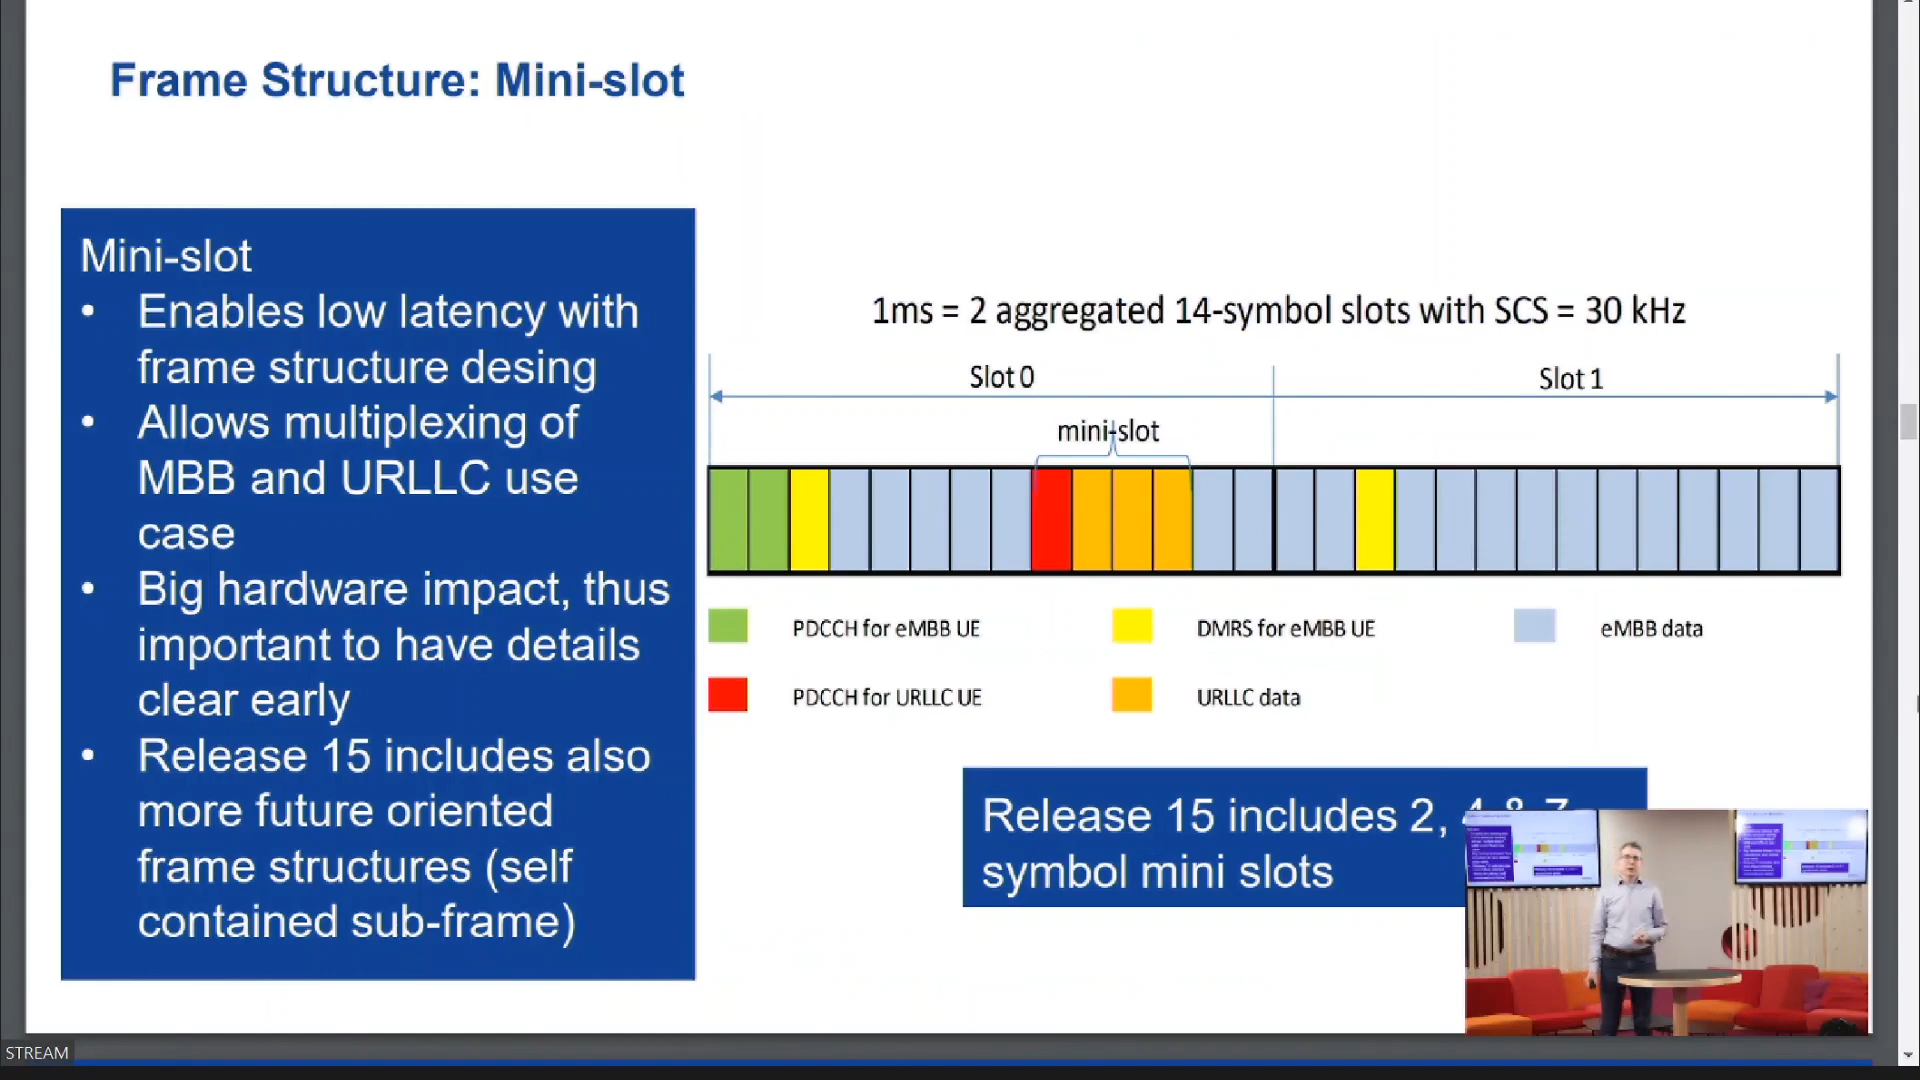 Frame Structure: Mini-slot
Mini-slot
• Enables low latency with
frame structure desing
• Allows multiplexing of
MBB and URLLC use
case
• Big hardware impact, thus
important to have details
clear early
• Release 15 includes also
more future oriented
frame structures (self
contained sub-frame)
1ms = 2 aggregated 14-symbol slots with SCS = 30 kHz
Slot 0
Slot 1
mini-slot
PDCCH for eMBB UE
DMRS for eMBB UE
eMBB data
PDCCH for URLLC UE
URLLC data
Release 15 includes 2, 4 & 7
symbol mini slots
STREAM